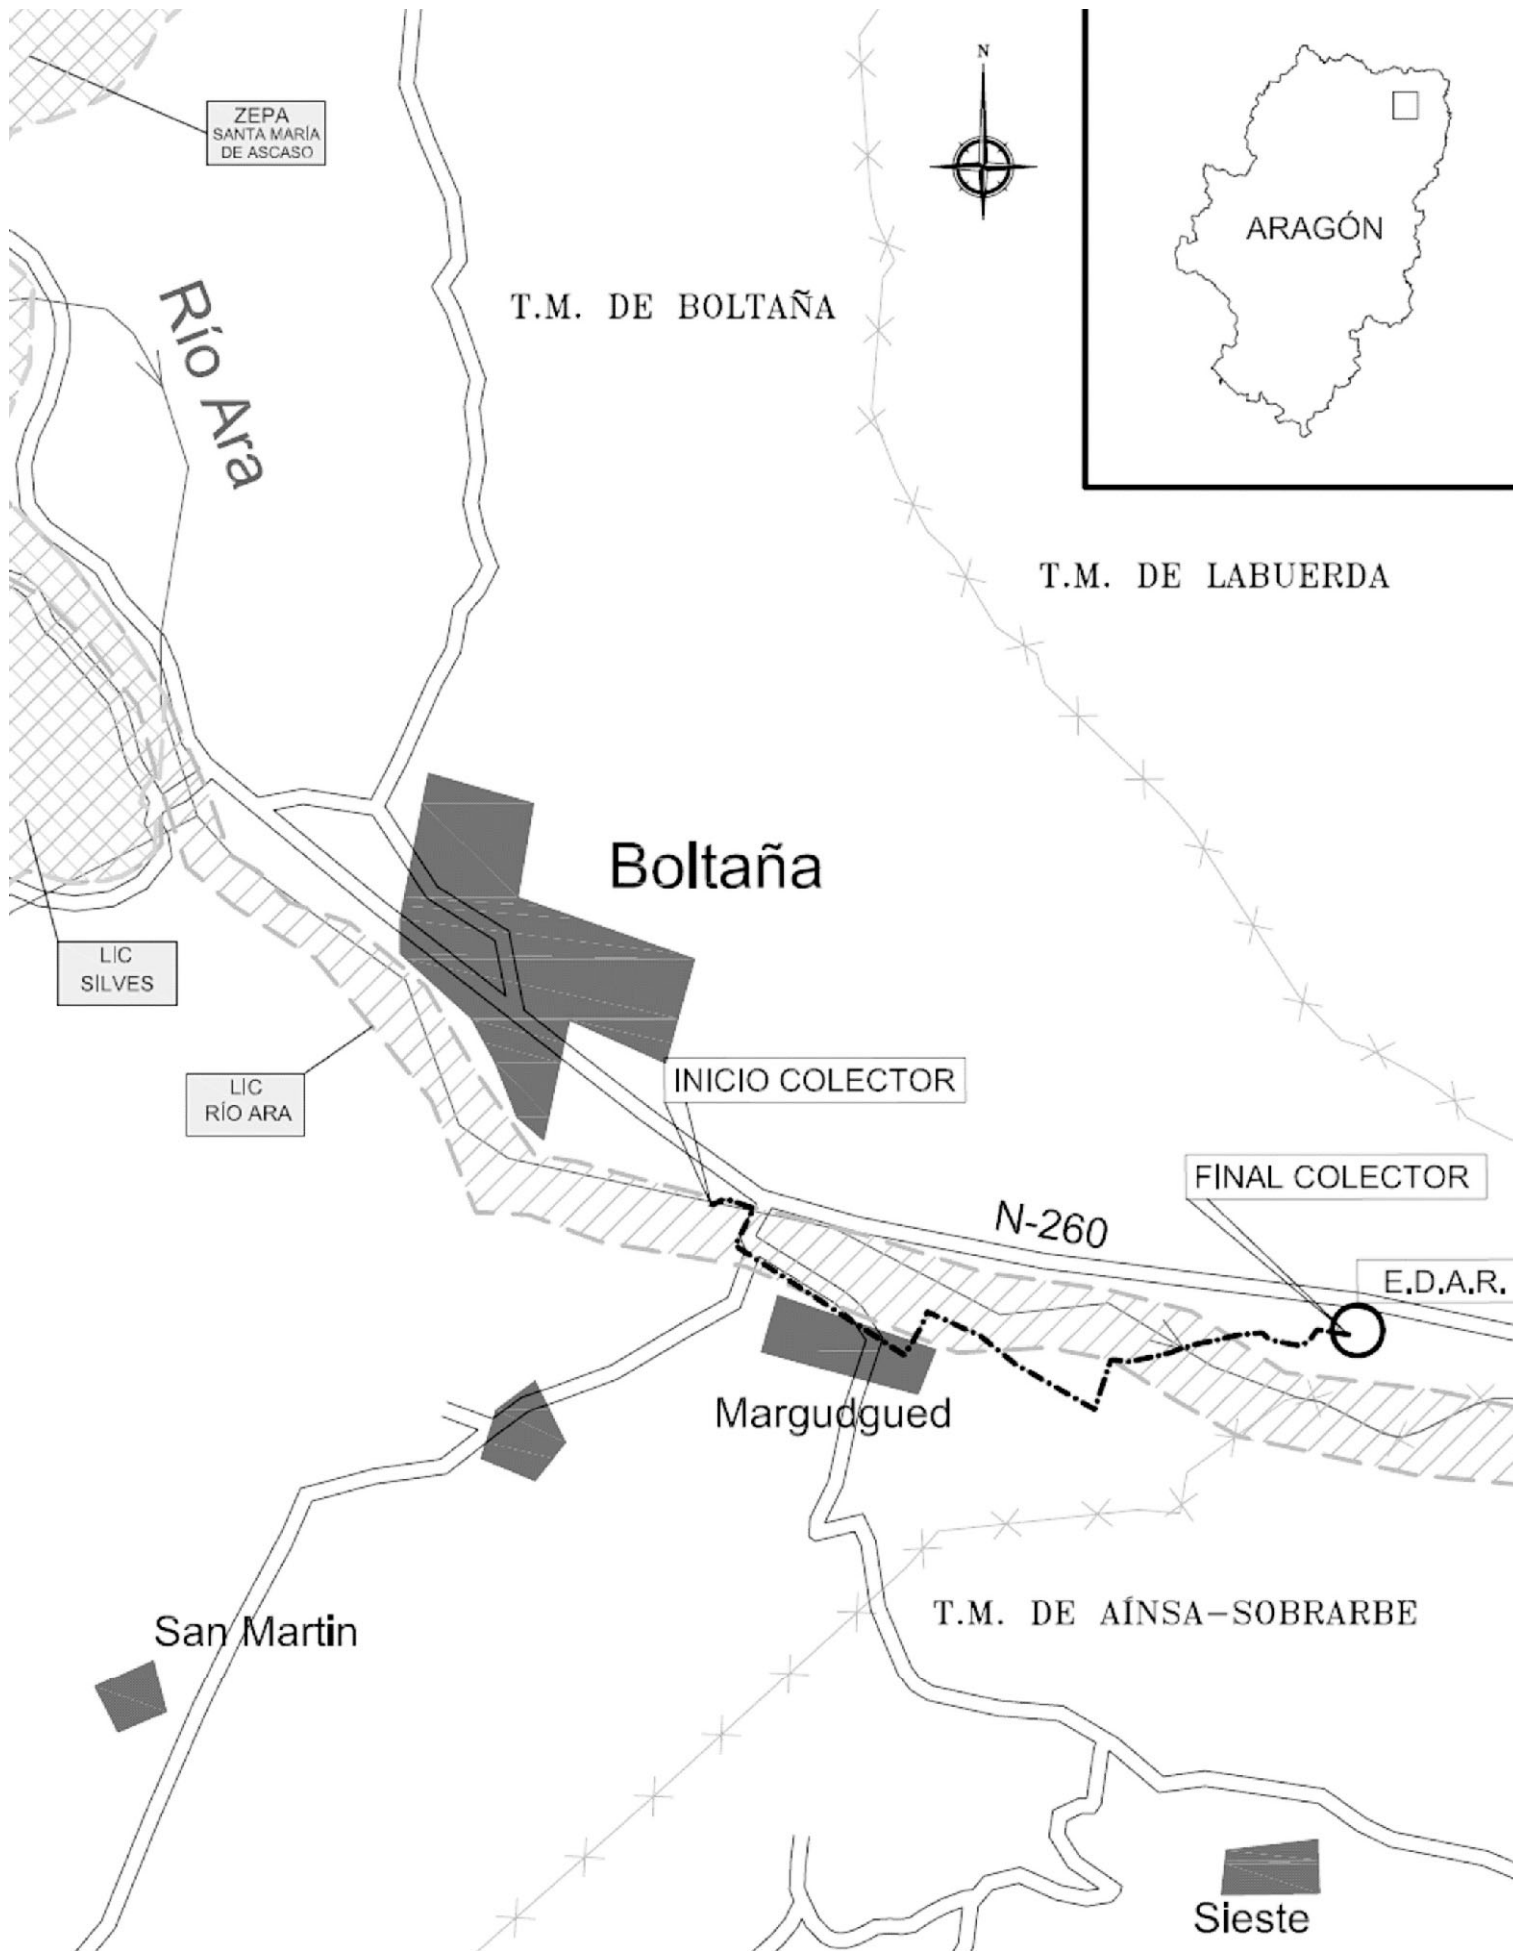 N
ZEPA
SANTA MARÍA
DE ASCASO
ARAGÓN
Río Ara
T.M. DE BOLTAÑA
T.M. DE LABUERDA
Boltaña
LIC
SILVES
INICIO COLECTOR
LIC
RÍO ARA
FINAL COLECTOR
N-260
E.D.A.R.
Margudgued
T.M. DE AÍNSA-SOBRARBE
San Martin
Sieste